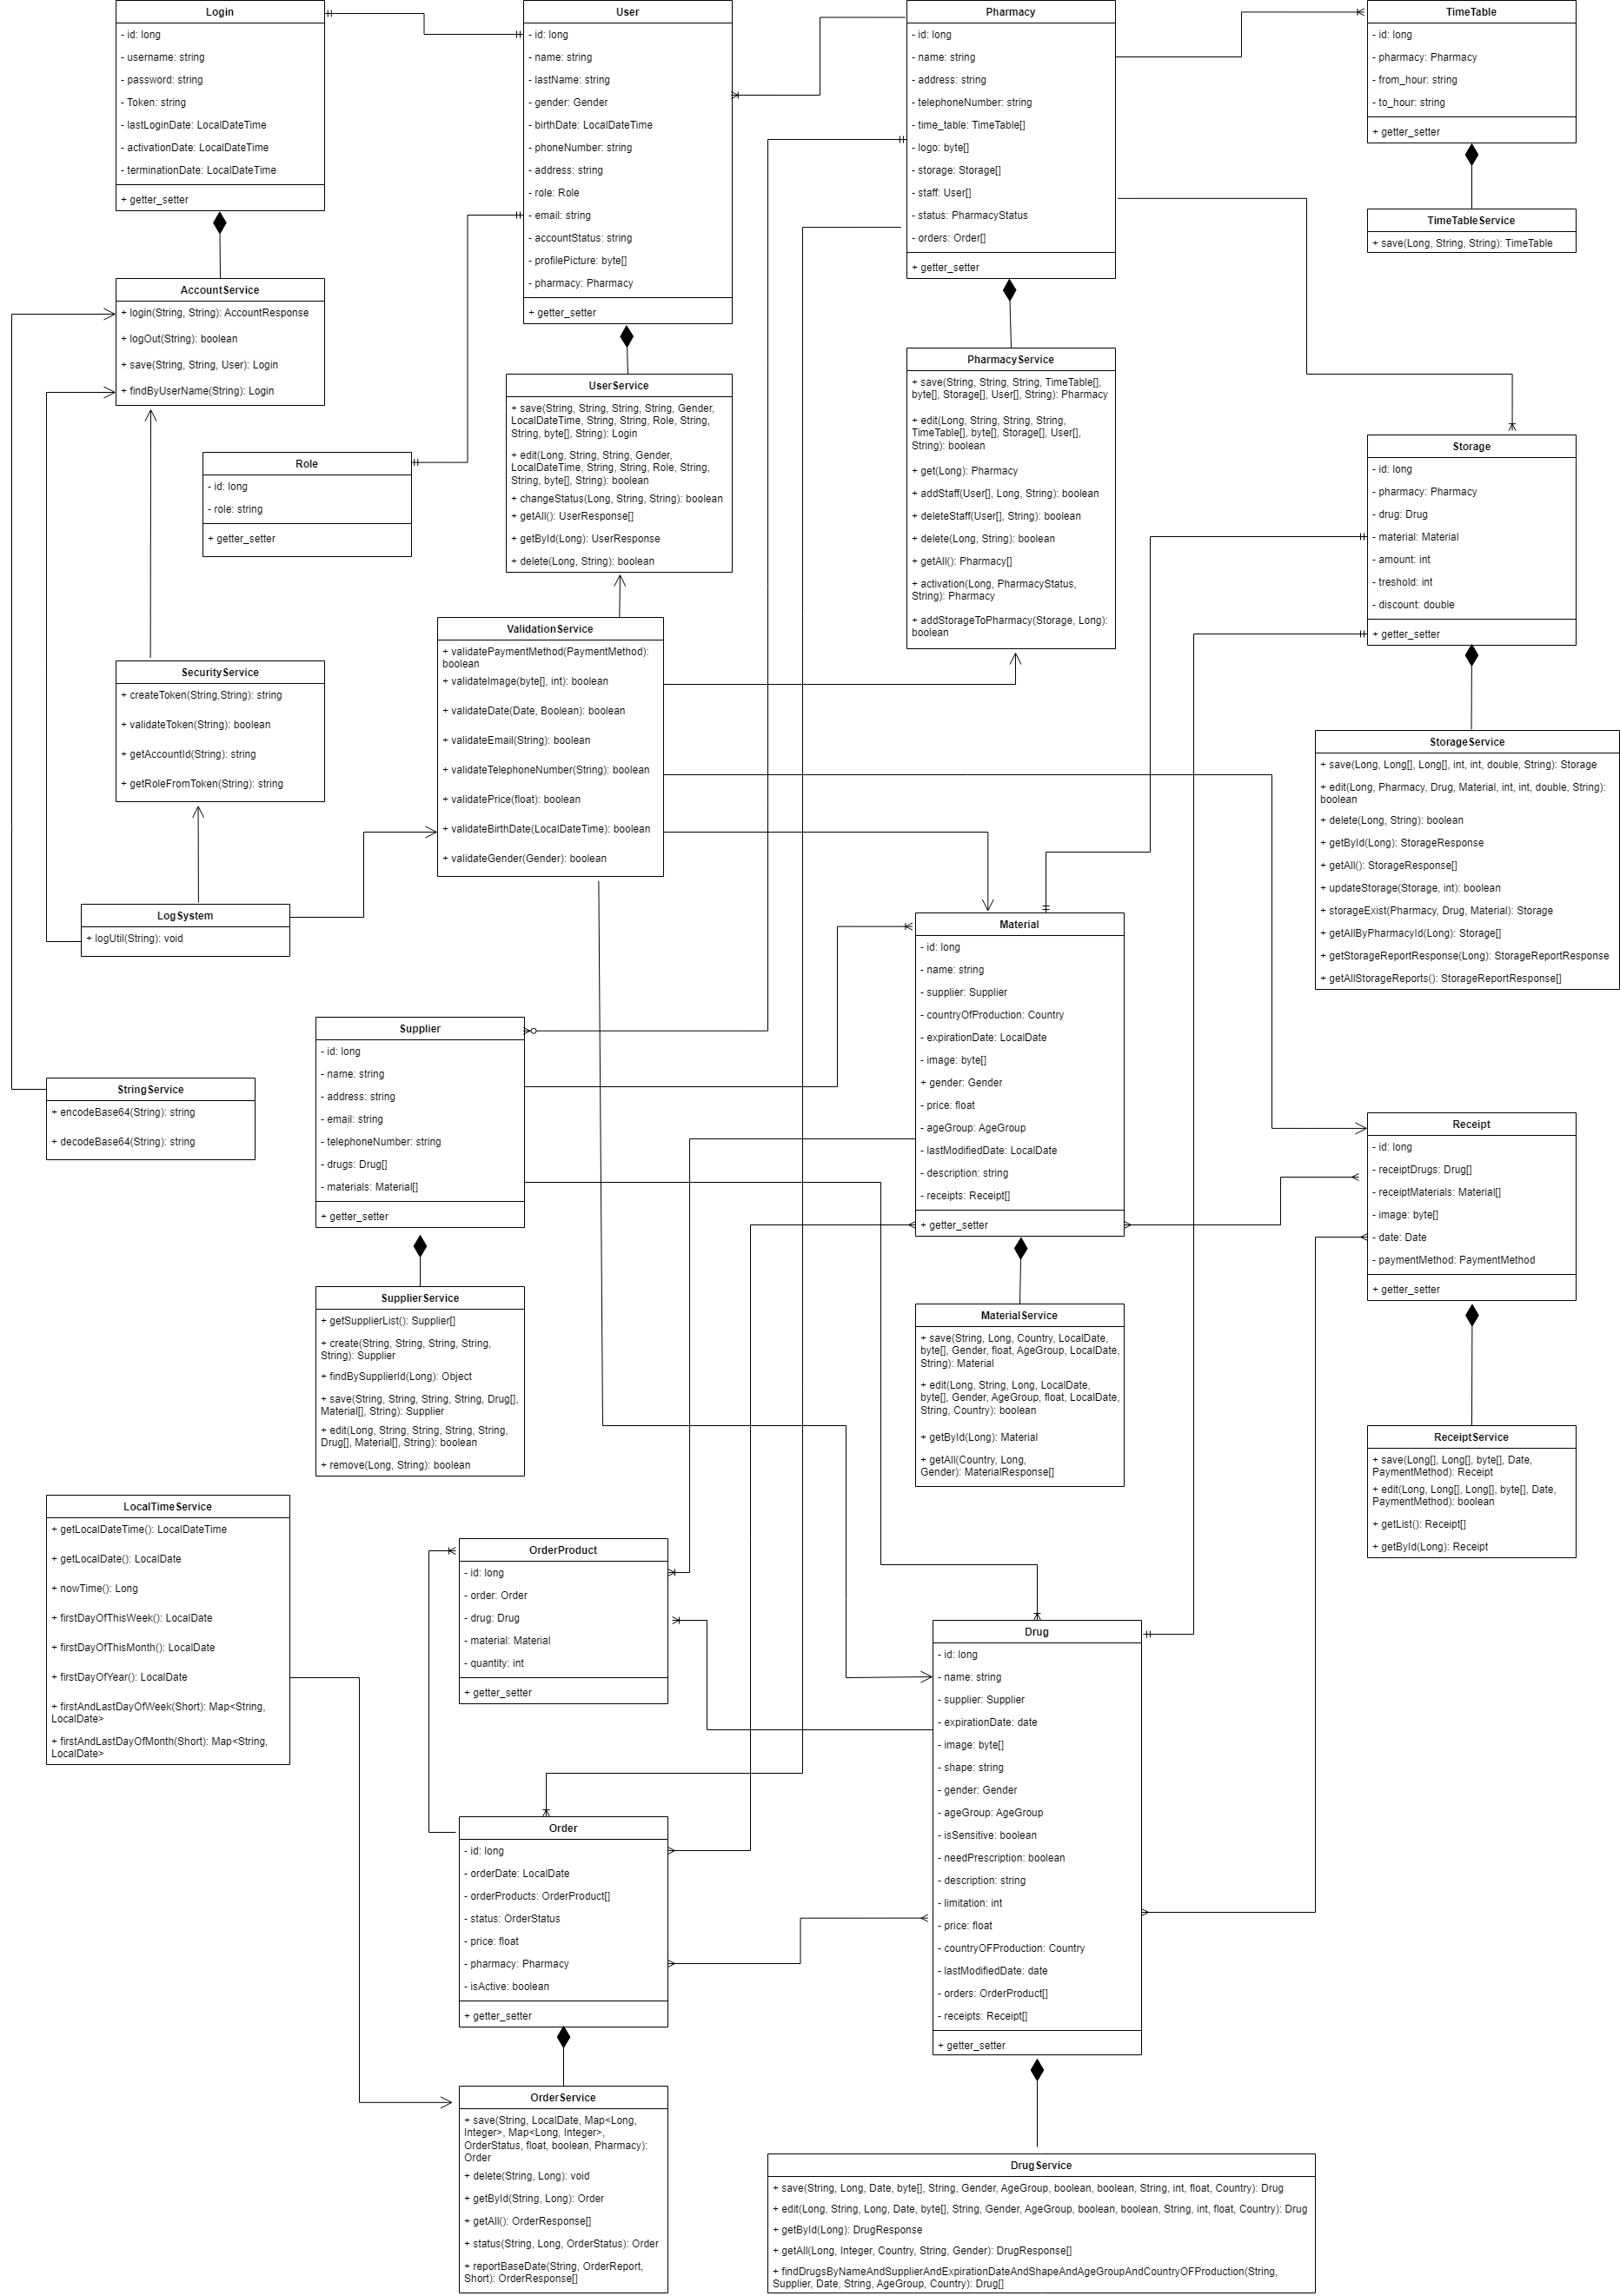 Login
- id: long
- username: string
- password: string
- Token: string
- lastLoginDate: LocalDateTime
- activationDate: LocalDateTime
- terminationDate: LocalDateTime
+ getter_setter
User
- id: long
- name: string
- lastName: string
- gender: Gender
- birthDate: LocalDateTime
- phoneNumber: string
- address: string
- role: Role
- email: string
- accountStatus: string
- profilePicture: byte[]
- pharmacy: Pharmacy
+ getter_setter
Pharmacy
- id: long
- name: string
- address: string
- telephoneNumber: string
- time_table: TimeTable[]
- logo: byte[]
- storage: Storage[]
- staff: User[]
- status: PharmacyStatus
- orders: Order[]
+ getter_setter
TimeTable
- id: long
- pharmacy: Pharmacy
- from_hour: string
- to_hour: string
+ getter_setter
TimeTableService
+ save(Long, String, String): TimeTable
AccountService
+ login(String, String): AccountResponse
+ logOut(String): boolean
+ save(String, String, User): Login
+ findByUserName(String): Login
UserService
+ save(String, String, String, String, Gender,
LocalDateTime, String, String, Role, String,
String, byte[], String): Login
+ edit(Long, String, String, Gender,
LocalDateTime, String, String, Role, String,
String, byte[], String): boolean
+ changeStatus(Long, String, String): boolean
+ getAll(): UserResponse[]
+ getById(Long): UserResponse
+ delete(Long, String): boolean
PharmacyService
+ save(String, String, String, TimeTable[],
byte[], Storage[], User[], String): Pharmacy
+ edit(Long, String, String, String,
TimeTable[], byte[], Storage[], User[],
String): boolean
+ get(Long): Pharmacy
+ addStaff(User[], Long, String): boolean
+ deleteStaff(User[], String): boolean
+ delete(Long, String): boolean
+ getAll(): Pharmacy[]
+ activation(Long, PharmacyStatus,
String): Pharmacy
+ addStorageToPharmacy(Storage, Long):
boolean
Role
- id: long
- role: string
+ getter_setter
Storage
- id: long
- pharmacy: Pharmacy
- drug: Drug
- material: Material
- amount: int
- treshold: int
- discount: double
+ getter_setter
ValidationService
+ validatePaymentMethod(PaymentMethod):
boolean
+ validateImage(byte[], int): boolean
+ validateDate(Date, Boolean): boolean
+ validateEmail(String): boolean
+ validateTelephoneNumber(String): boolean
+ validatePrice(float): boolean
+ validateBirthDate(LocalDateTime): boolean
+ validateGender(Gender): boolean
SecurityService
+ createToken(String,String): string
+ validateToken(String): boolean
+ getAccountId(String): string
+ getRoleFromToken(String): string
StorageService
+ save(Long, Long[], Long[], int, int, double, String): Storage
+ edit(Long, Pharmacy, Drug, Material, int, int, double, String):
boolean
+ delete(Long, String): boolean
+ getById(Long): StorageResponse
+ getAll(): StorageResponse[]
+ updateStorage(Storage, int): boolean
+ storageExist(Pharmacy, Drug, Material): Storage
+ getAllByPharmacyId(Long): Storage[]
+ getStorageReportResponse(Long): StorageReportResponse
+ getAllStorageReports(): StorageReportResponse[]
LogSystem
+ logUtil(String): void
Material
- id: long
- name: string
- supplier: Supplier
- countryOfProduction: Country
- expirationDate: LocalDate
- image: byte[]
+ gender: Gender
- price: float
- ageGroup: AgeGroup
- lastModifiedDate: LocalDate
- description: string
- receipts: Receipt[]
+ getter_setter
Supplier
- id: long
- name: string
- address: string
- email: string
- telephoneNumber: string
- drugs: Drug[]
- materials: Material[]
+ getter_setter
StringService
+ encodeBase64(String): string
+ decodeBase64(String): string
Receipt
- id: long
- receiptDrugs: Drug[]
- receiptMaterials: Material[]
- image: byte[]
- date: Date
- paymentMethod: PaymentMethod
+ getter_setter
SupplierService
+ getSupplierList(): Supplier[]
+ create(String, String, String, String,
String): Supplier
+ findBySupplierId(Long): Object
+ save(String, String, String, String, Drug[],
Material[], String): Supplier
+ edit(Long, String, String, String, String,
Drug[], Material[], String): boolean
+ remove(Long, String): boolean
MaterialService
+ save(String, Long, Country, LocalDate,
byte[], Gender, float, AgeGroup, LocalDate,
String): Material
+ edit(Long, String, Long, LocalDate,
byte[], Gender, AgeGroup, float, LocalDate,
String, Country): boolean
+ getById(Long): Material
+ getAll(Country, Long,
Gender): MaterialResponse[]
ReceiptService
+ save(Long[], Long[], byte[], Date,
PaymentMethod): Receipt
+ edit(Long, Long[], Long[], byte[], Date,
PaymentMethod): boolean
+ getList(): Receipt[]
+ getById(Long): Receipt
LocalTimeService
+ getLocalDateTime(): LocalDateTime
+ getLocalDate(): LocalDate
+ nowTime(): Long
+ firstDayOfThisWeek(): LocalDate
+ firstDayOfThisMonth(): LocalDate
+ firstDayOfYear(): LocalDate
+ firstAndLastDayOfWeek(Short): Map<String,
LocalDate>
+ firstAndLastDayOfMonth(Short): Map<String,
LocalDate>
OrderProduct
- id: long
- order: Order
- drug: Drug
- material: Material
- quantity: int
+ getter_setter
Drug
- id: long
- name: string
- supplier: Supplier
- expirationDate: date
- image: byte[]
- shape: string
- gender: Gender
- ageGroup: AgeGroup
- isSensitive: boolean
- needPrescription: boolean
- description: string
- limitation: int
- price: float
- countryOFProduction: Country
- lastModifiedDate: date
- orders: OrderProduct[]
- receipts: Receipt[]
+ getter_setter
Order
- id: long
- orderDate: LocalDate
- orderProducts: OrderProduct[]
- status: OrderStatus
- price: float
- pharmacy: Pharmacy
- isActive: boolean
+ getter_setter
OrderService
+ save(String, LocalDate, Map<Long,
Integer>, Map<Long, Integer>,
OrderStatus, float, boolean, Pharmacy):
Order
+ delete(String, Long): void
+ getById(String, Long): Order
+ getAll(): OrderResponse[]
+ status(String, Long, OrderStatus): Order
+ reportBaseDate(String, OrderReport,
Short): OrderResponse[]
DrugService
+ save(String, Long, Date, byte[], String, Gender, AgeGroup, boolean, boolean, String, int, float, Country): Drug
+ edit(Long, String, Long, Date, byte[], String, Gender, AgeGroup, boolean, boolean, String, int, float, Country): Drug
+ getById(Long): DrugResponse
+ getAll(Long, Integer, Country, String, Gender): DrugResponse[]
+ findDrugsByNameAndSupplierAndExpirationDateAndShapeAndAgeGroupAndCountryOFProduction(String,
Supplier, Date, String, AgeGroup, Country): Drug[]